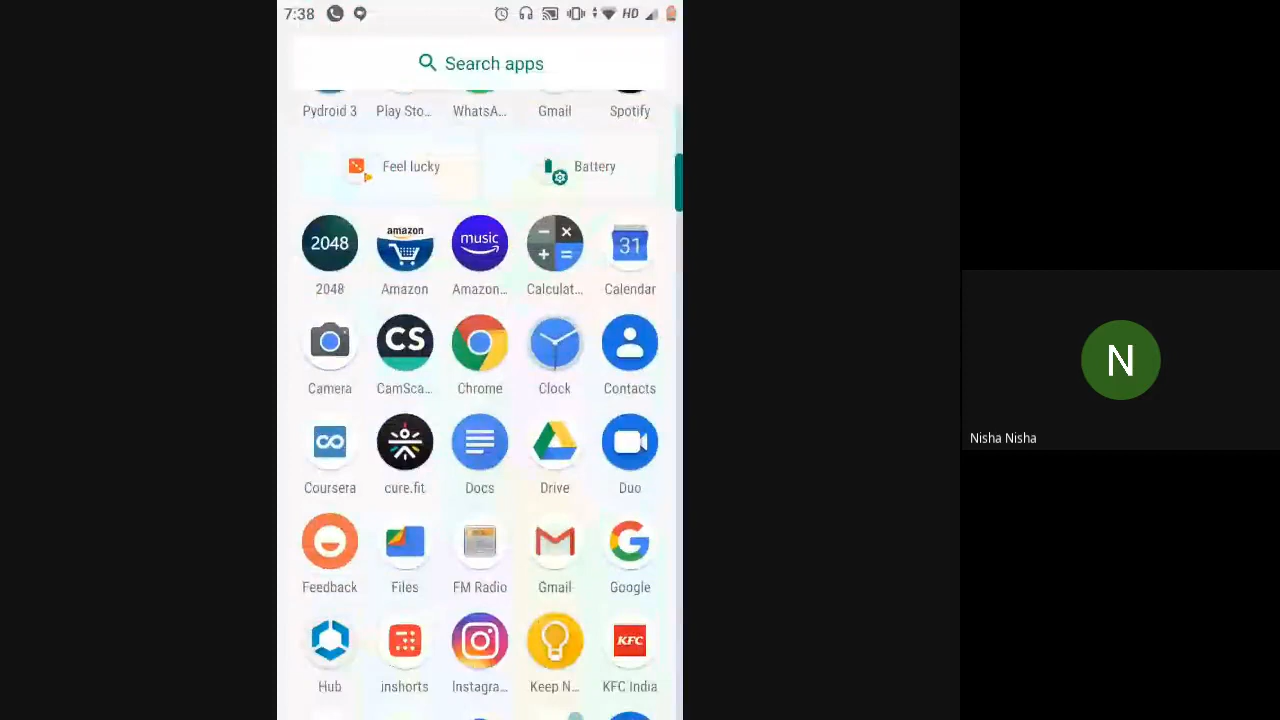 7:38 HD
Search apps
Pydroid 3 Play Sto... WhatsA... Gmail Spotify
Feel lucky Battery
2048 amazon music 31
2048 Amazon Amazon... Calculat... Calendar
CS
Camera CamSca... Chrome Clock Contacts
Coursera cure.fit Docs Drive Duo
Feedback Files FM Radio Gmail Google
KFC
Hub inshorts Instagra... Keep N... KFC India
N
Nisha Nisha